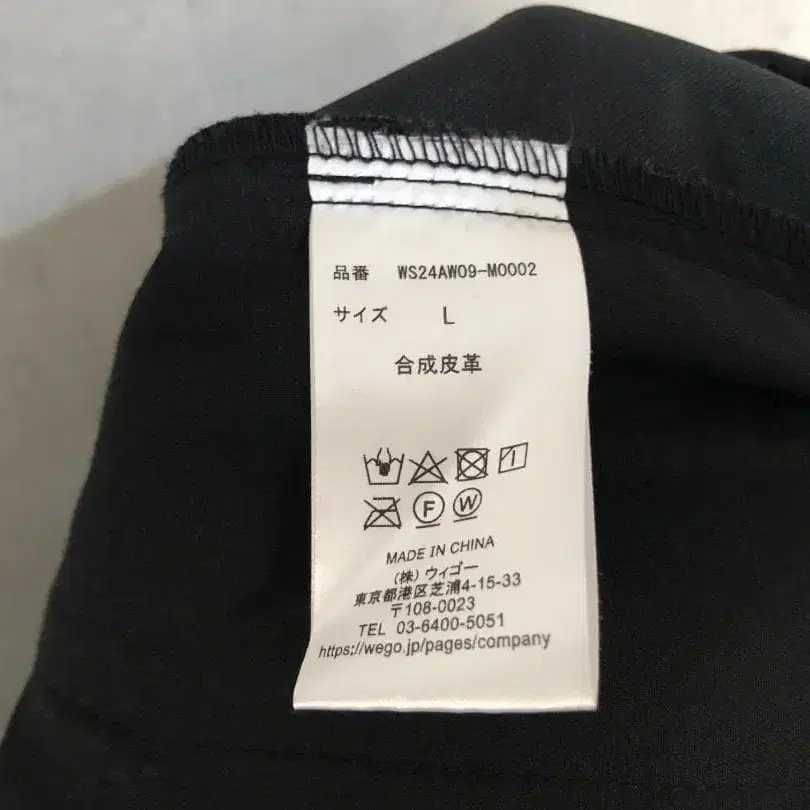 品番 WS24AW09-M0002
サイズ L
合成皮革
F W
MADE IN CHINA
(株)ウィゴー
東京都港区芝浦4-15-33
〒108-0023
TEL 03-6400-5051
https://wego.jp/pages/company